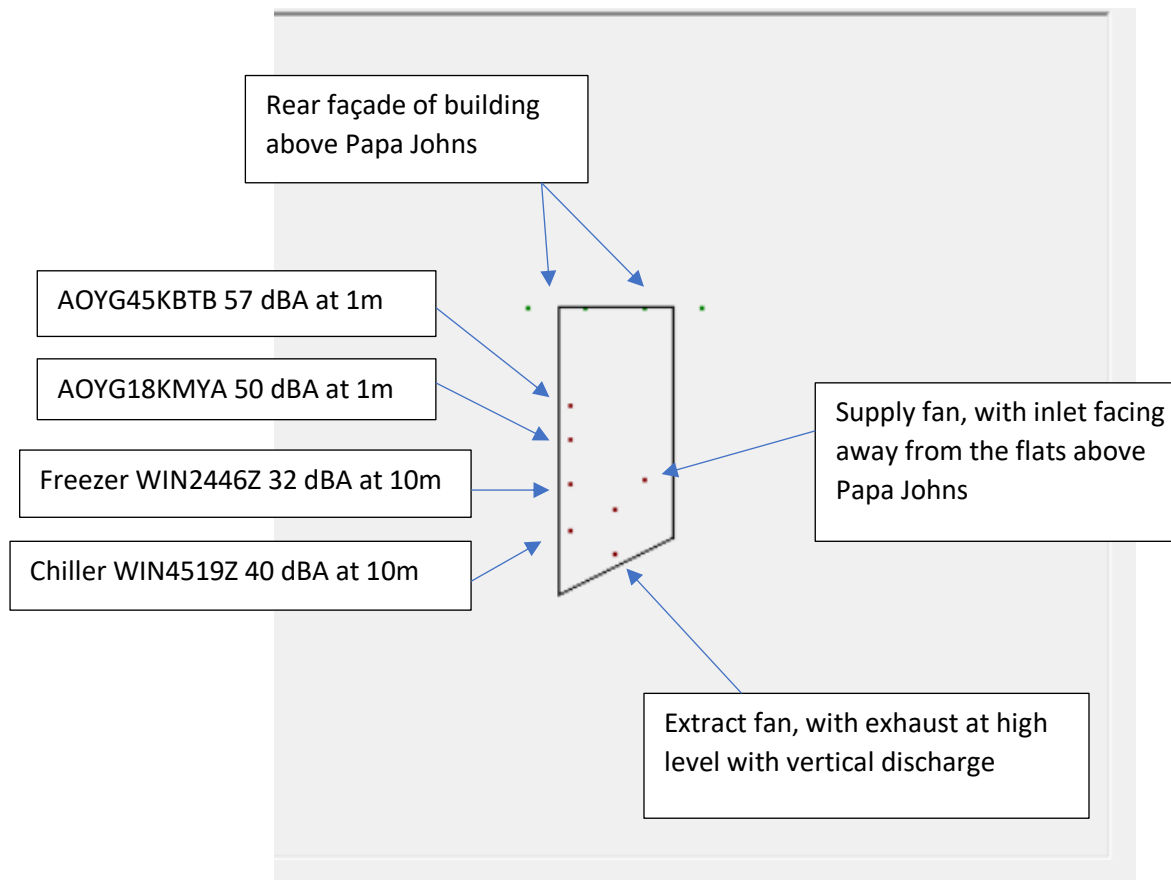 Rear façade of building
above Papa Johns
AOYG45KBTB 57 dBA at 1m
AOYG18KMYA 50 dBA at 1m
Freezer WIN2446Z 32 dBA at 10m
Chiller WIN4519Z 40 dBA at 10m
Supply fan, with inlet facing
away from the flats above
Papa Johns
Extract fan, with exhaust at high
level with vertical discharge